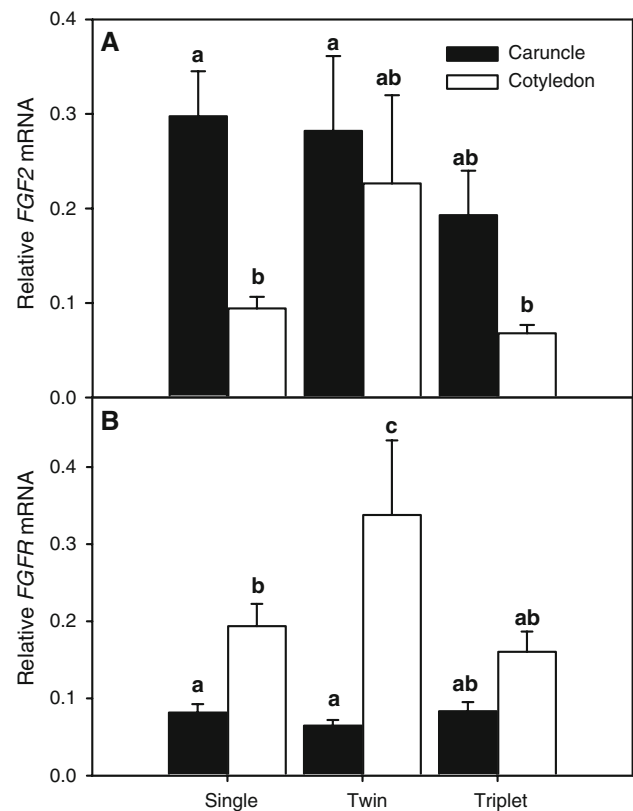 A
Caruncle
Cotyledon
Relative FGF2 mRNA
0.4
0.3
0.2
0.1
0.0
a
b
a
ab
ab
b
B
Relative FGFR mRNA
0.4
0.3
0.2
0.1
0.0
a
b
a
c
ab
ab
Single
Twin
Triplet